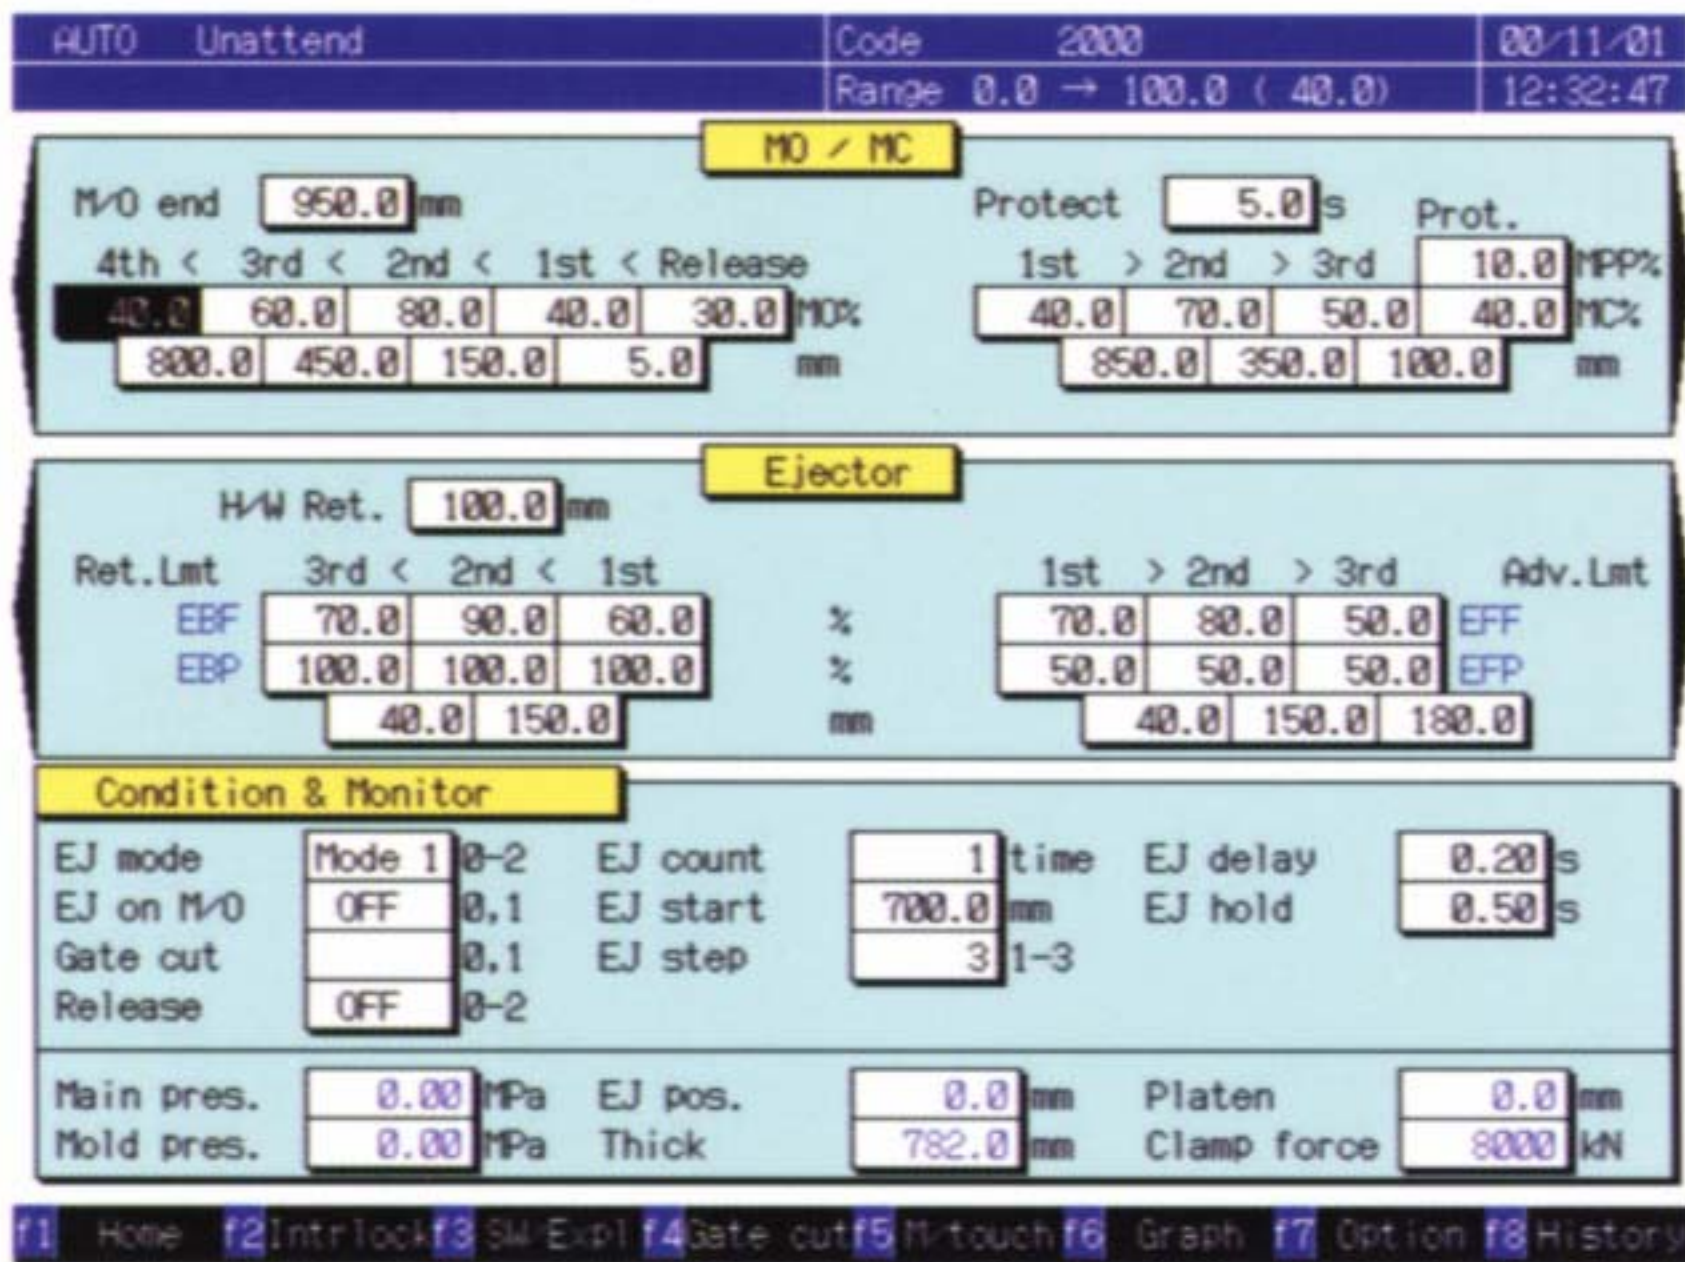 AUTO Unattend Code 2000 00/11/01
Range 0.0 → 100.0 ( 40.0) 12:32:47
MO / MC
M/O end 950.0 mm Protect 5.0 s Prot.
4th < 3rd < 2nd < 1st < Release 1st > 2nd > 3rd 10.0 MPP%
40.0 60.0 80.0 40.0 30.0 MO% 40.0 70.0 50.0 40.0 MC%
800.0 450.0 150.0 5.0 mm 850.0 350.0 100.0 mm
Ejector
H/W Ret. 100.0 mm
Ret.Lmt 3rd < 2nd < 1st 1st > 2nd > 3rd Adv.Lmt
EBF 70.0 90.0 60.0 % 70.0 80.0 50.0 EFF
EBP 100.0 100.0 100.0 % 50.0 50.0 50.0 EFP
40.0 150.0 mm 40.0 150.0 180.0
Condition & Monitor
EJ mode Mode 1 0-2 EJ count 1 time EJ delay 0.20 s
EJ on M/O OFF 0,1 EJ start 700.0 mm EJ hold 0.50 s
Gate cut 0,1 EJ step 3 1-3
Release OFF 0-2
Main pres. 0.00 MPa EJ pos. 0.0 mm Platen 0.0 mm
Mold pres. 0.00 MPa Thick 782.0 mm Clamp force 8000 kN
f1 Home f2 Intrlock f3 SW/Expl f4 Gate cut f5 M/touch f6 Graph f7 Option f8 History